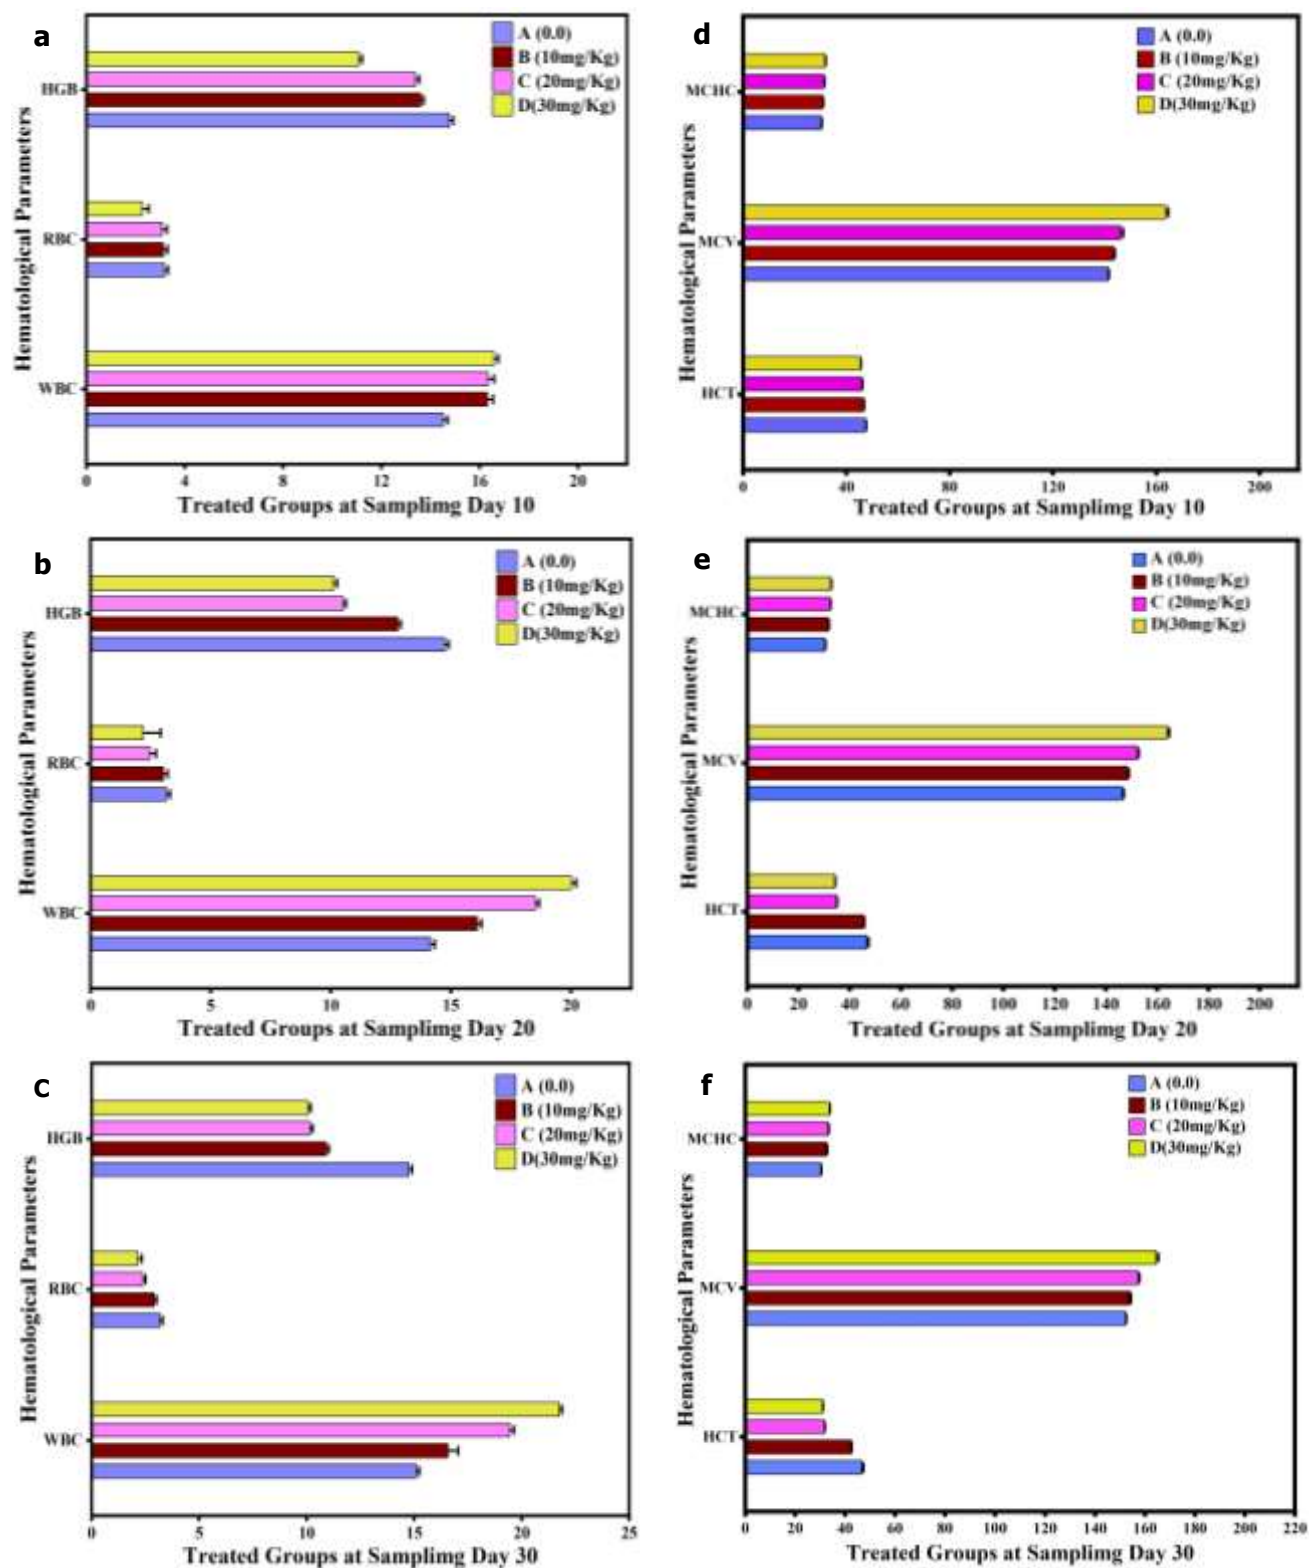 a
A (0.0)
B (10mg/Kg)
C (20mg/Kg)
D(30mg/Kg)
HGB
RBC
WBC
Hematological Parameters
0 4 8 12 16 20
Treated Groups at Samplimg Day 10
d
A (0.0)
B (10mg/Kg)
C (20mg/Kg)
D(30mg/Kg)
MCHC
MCV
HCT
Hematological Parameters
0 40 80 120 160 200
Treated Groups at Samplimg Day 10
b
A (0.0)
B (10mg/Kg)
C (20mg/Kg)
D(30mg/Kg)
HGB
RBC
WBC
Hematological Parameters
0 5 10 15 20
Treated Groups at Samplimg Day 20
e
A (0.0)
B (10mg/Kg)
C (20mg/Kg)
D(30mg/Kg)
MCHC
MCV
HCT
Hematological Parameters
0 20 40 60 80 100 120 140 160 180 200
Treated Groups at Samplimg Day 20
c
A (0.0)
B (10mg/Kg)
C (20mg/Kg)
D(30mg/Kg)
HGB
RBC
WBC
Hematological Parameters
0 5 10 15 20 25
Treated Groups at Samplimg Day 30
f
A (0.0)
B (10mg/Kg)
C (20mg/Kg)
D(30mg/Kg)
MCHC
MCV
HCT
Hematological Parameters
0 20 40 60 80 100 120 140 160 180 200 220
Treated Groups at Samplimg Day 30